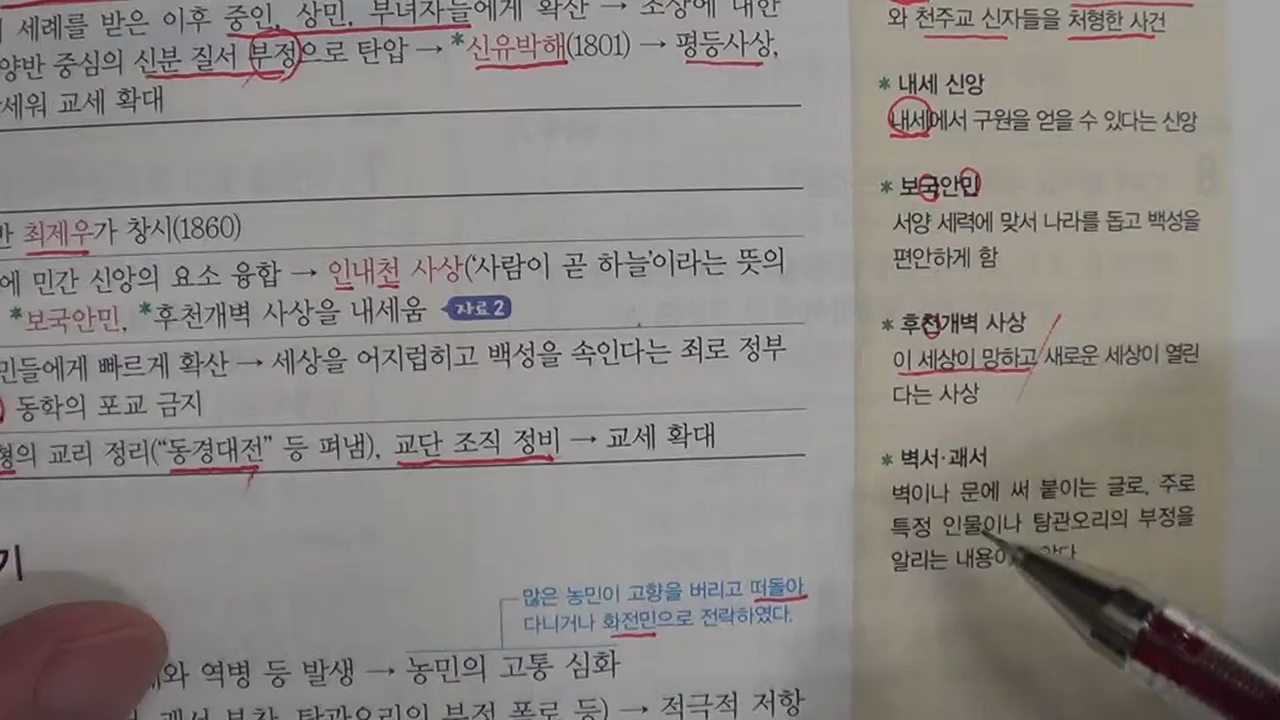 세례를 받은 이후 중인, 상민, 부녀자들에게 확산 → 조상에 대한
양반 중심의 신분 질서 부정으로 탄압 → *신유박해(1801) → 평등사상,
세워 교세 확대
최제우가 창시(1860)
에 민간 신앙의 요소 융합 → 인내천 사상('사람이 곧 하늘'이라는 뜻의
*보국안민, *후천개벽 사상을 내세움 자료 2
민들에게 빠르게 확산 → 세상을 어지럽히고 백성을 속인다는 죄로 정부
동학의 포교 금지
형의 교리 정리("동경대전" 등 펴냄), 교단 조직 정비 → 교세 확대
기
많은 농민이 고향을 버리고 떠돌아
다니거나 화전민으로 전락하였다.
와 역병 등 발생 → 농민의 고통 심화
괘서 부착, 탐관오리의 부정 폭로 등) → 적극적 저항
와 천주교 신자들을 처형한 사건
* 내세 신앙
내세에서 구원을 얻을 수 있다는 신앙
* 보국안민
서양 세력에 맞서 나라를 돕고 백성을
편안하게 함
* 후천개벽 사상
이 세상이 망하고 새로운 세상이 열린
다는 사상
* 벽서·괘서
벽이나 문에 써 붙이는 글로, 주로
특정 인물이나 탐관오리의 부정을
알리는 내용이